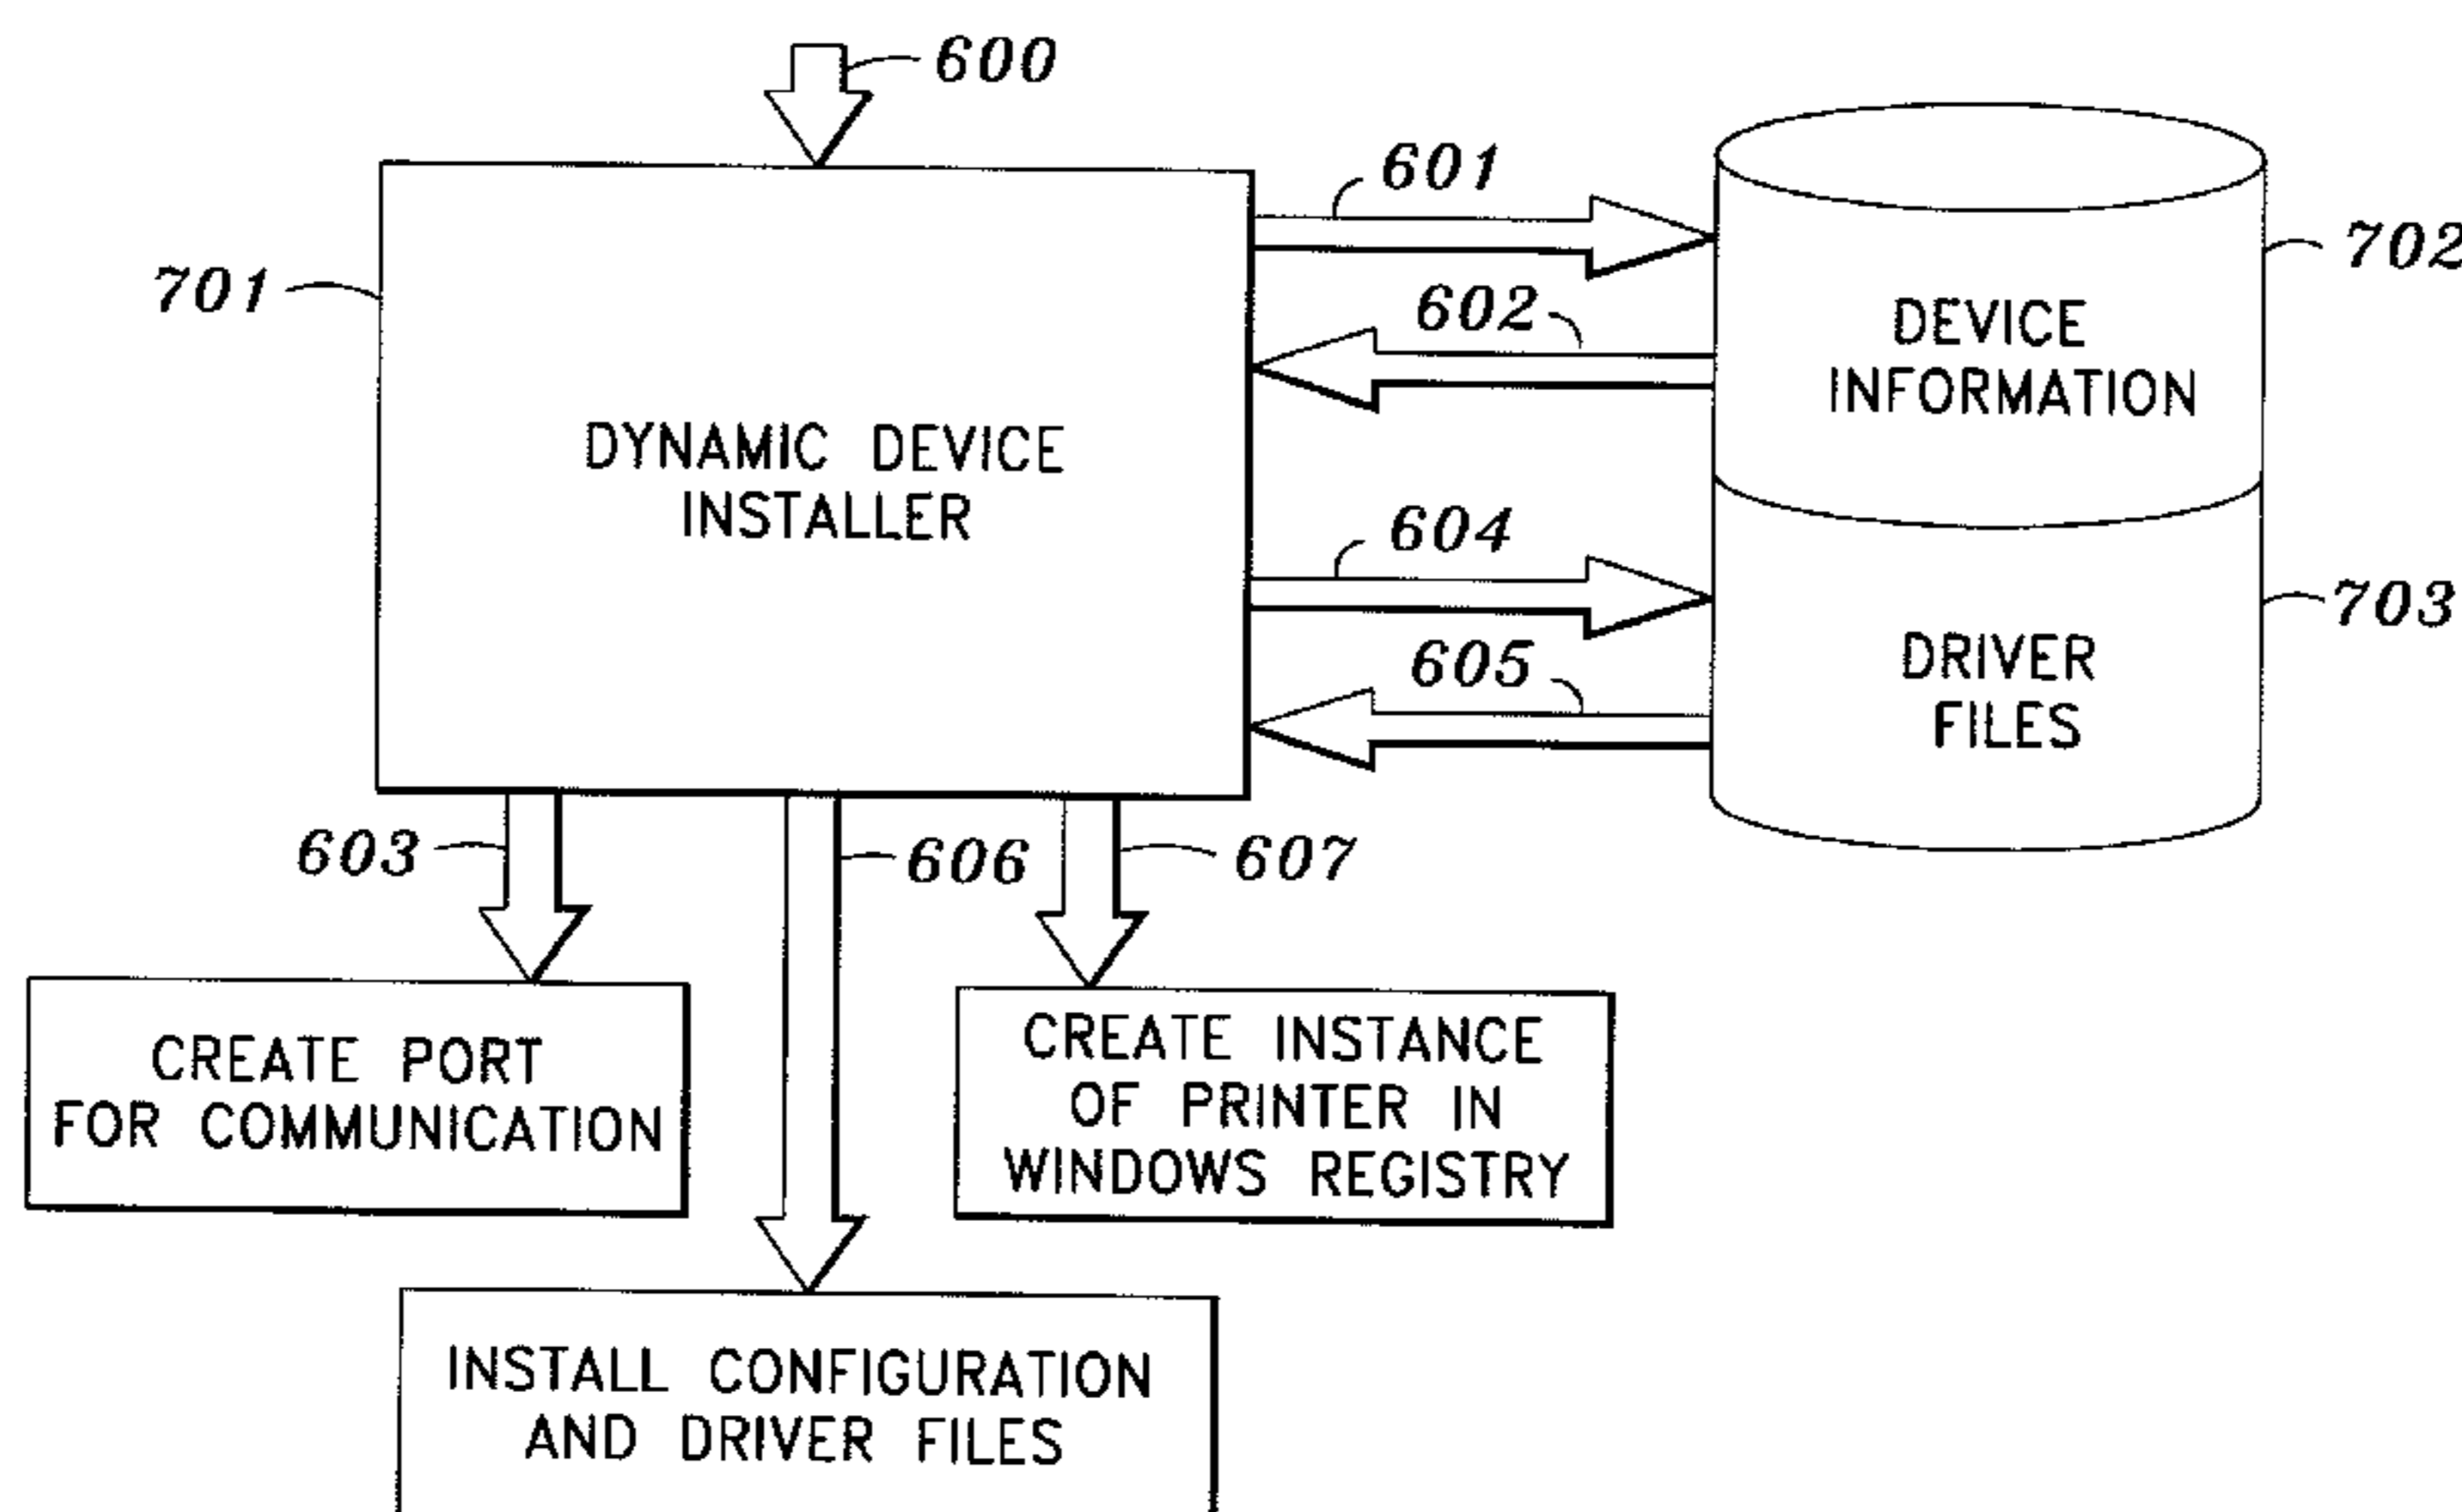 600
601
702
701
602
DEVICE
INFORMATION
DYNAMIC DEVICE
INSTALLER
604
703
605
DRIVER
FILES
603
606
607
CREATE PORT
FOR COMMUNICATION
CREATE INSTANCE
OF PRINTER IN
WINDOWS REGISTRY
INSTALL CONFIGURATION
AND DRIVER FILES